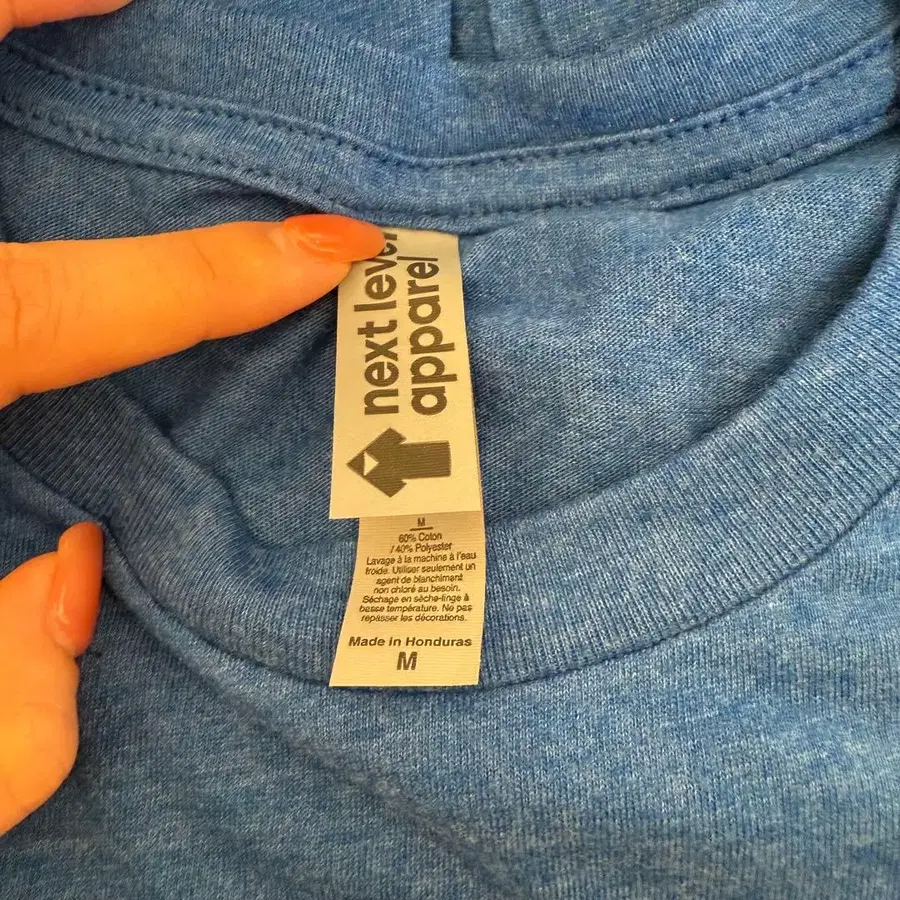 next level
apparel
M
60% Coton
/ 40% Polyester
Lavage à la machine à l'eau
froide. Utiliser seulement un
agent de blanchiment
non chloré au besoin.
Séchage en sèche-linge à
basse température. Ne pas
repasser les décorations.
Made in Honduras
M